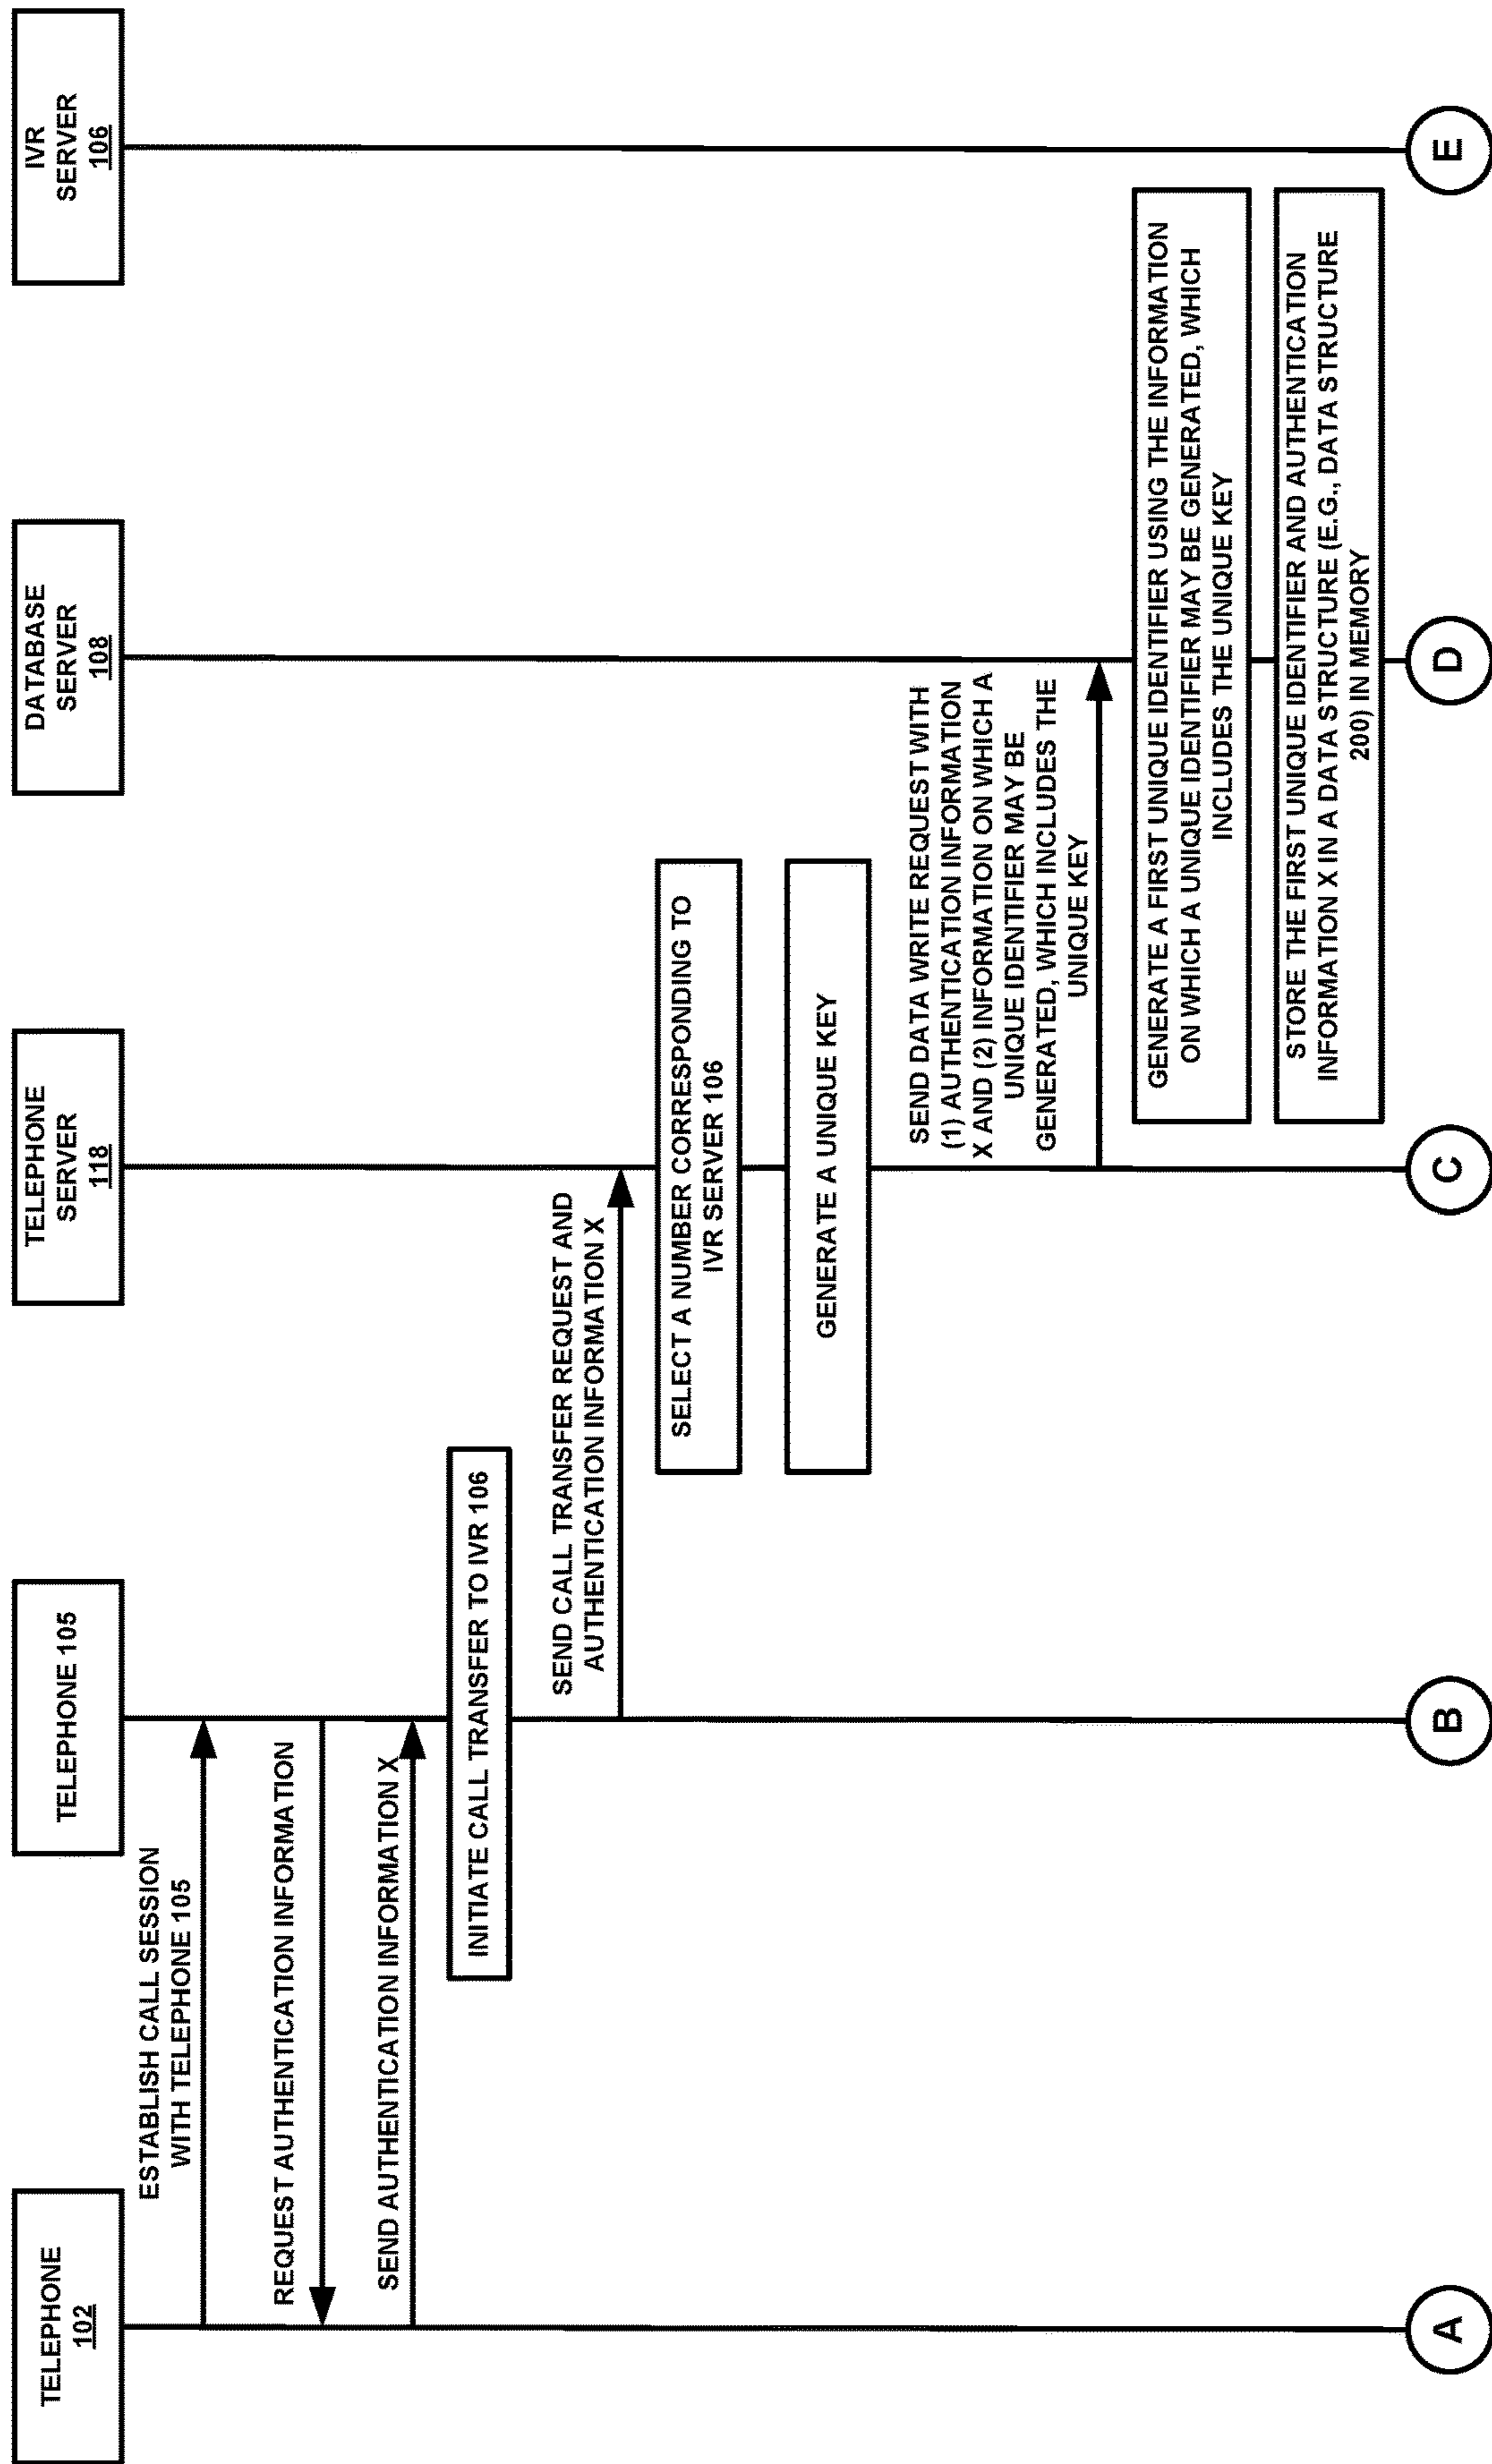 TELEPHONE
102
TELEPHONE 105
TELEPHONE
SERVER
118
DATABASE
SERVER
108
IVR
SERVER
106
ESTABLISH CALL SESSION
WITH TELEPHONE 105
REQUEST AUTHENTICATION INFORMATION
SEND AUTHENTICATION INFORMATION X
INITIATE CALL TRANSFER TO IVR 106
SEND CALL TRANSFER REQUEST AND
AUTHENTICATION INFORMATION X
SELECT A NUMBER CORRESPONDING TO
IVR SERVER 106
GENERATE A UNIQUE KEY
SEND DATA WRITE REQUEST WITH
(1) AUTHENTICATION INFORMATION
X AND (2) INFORMATION ON WHICH A
UNIQUE IDENTIFIER MAY BE
GENERATED, WHICH INCLUDES THE
UNIQUE KEY
GENERATE A FIRST UNIQUE IDENTIFIER USING THE INFORMATION
ON WHICH A UNIQUE IDENTIFIER MAY BE GENERATED, WHICH
INCLUDES THE UNIQUE KEY
STORE THE FIRST UNIQUE IDENTIFIER AND AUTHENTICATION
INFORMATION X IN A DATA STRUCTURE (E.G., DATA STRUCTURE
200) IN MEMORY
A
B
C
D
E